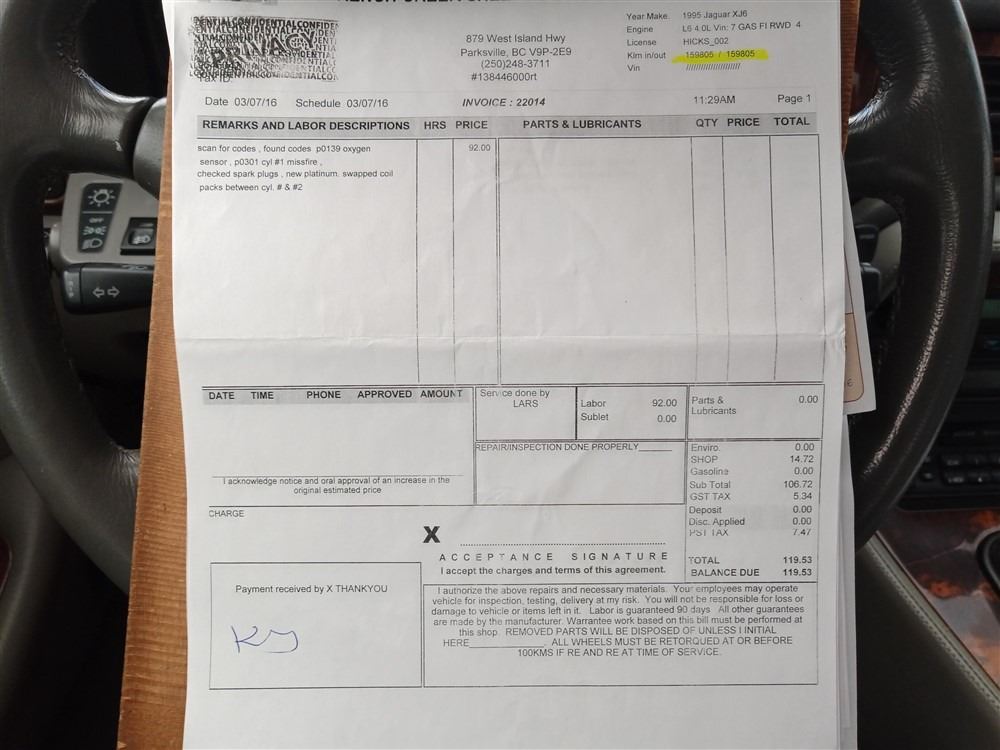 Year Make. 1995 Jaguar XJ6
Engine L6 4.0L Vin: 7 GAS FI RWD 4
License HICKS_002
Klm in/out 159805 / 159805
Vin ///////////////////////
879 West Island Hwy
Parksville, BC V9P-2E9
(250)248-3711
#138446000rt
Tax ID:
Date 03/07/16 Schedule 03/07/16 INVOICE : 22014 11:29AM Page 1
REMARKS AND LABOR DESCRIPTIONS HRS PRICE PARTS & LUBRICANTS QTY PRICE TOTAL
scan for codes , found codes p0139 oxygen 92.00
sensor , p0301 cyl #1 missfire ,
checked spark plugs , new platinum. swapped coil
packs between cyl. # & #2
DATE TIME PHONE APPROVED AMOUNT
Service done by
LARS
Labor 92.00
Sublet 0.00
Parts & 0.00
Lubricants
REPAIR/INSPECTION DONE PROPERLY______
I acknowledge notice and oral approval of an increase in the
original estimated price
Enviro. 0.00
SHOP 14.72
Gasoline 0.00
Sub Total 106.72
GST TAX 5.34
Deposit 0.00
Disc. Applied 0.00
PST TAX 7.47
TOTAL 119.53
BALANCE DUE 119.53
CHARGE
X
ACCEPTANCE SIGNATURE
I accept the charges and terms of this agreement.
Payment received by X THANKYOU
I authorize the above repairs and necessary materials. Your employees may operate
vehicle for inspection, testing, delivery at my risk. You will not be responsible for loss or
damage to vehicle or items left in it. Labor is guaranteed 90 days All other guarantees
are made by the manufacturer. Warrantee work based on this bill must be performed at
this shop. REMOVED PARTS WILL BE DISPOSED OF UNLESS I INITIAL
HERE______________. ALL WHEELS MUST BE RETORQUED AT OR BEFORE
100KMS IF RE AND RE AT TIME OF SERVICE.
OFF